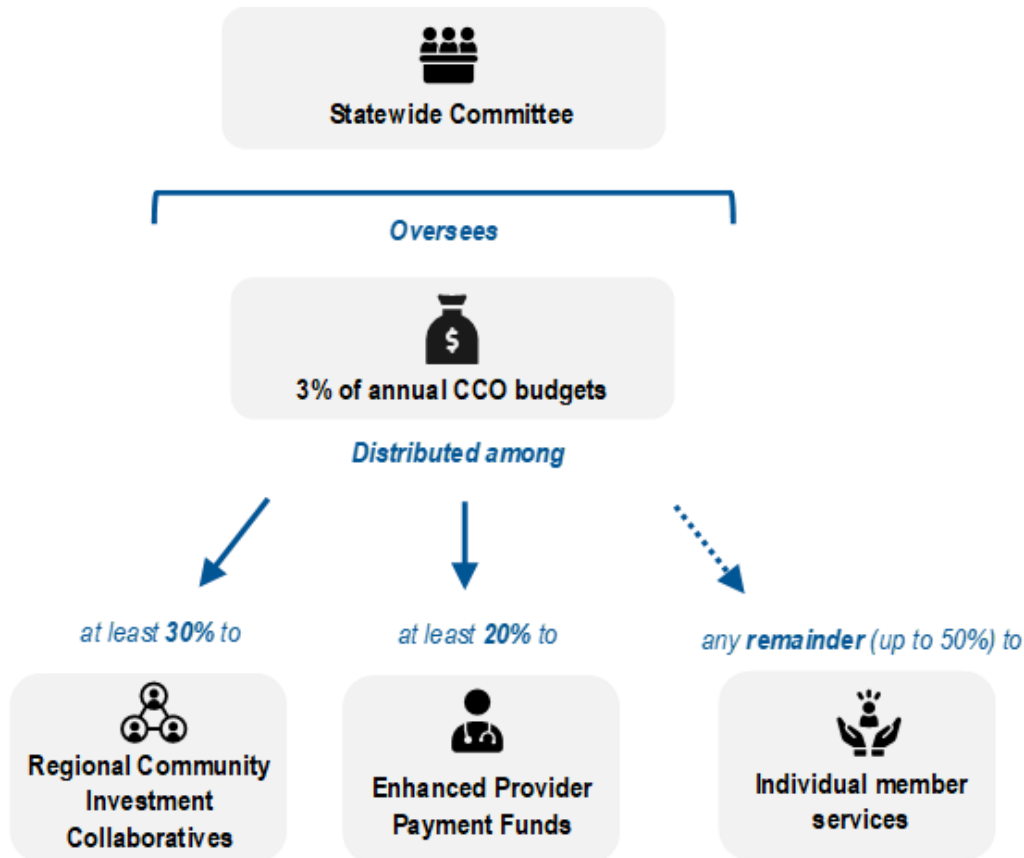 Statewide Committee
Oversees
$
3% of annual CCO budgets
Distributed among
at least 30% to
Regional Community
Investment
Collaboratives
at least 20% to
Enhanced Provider
Payment Funds
any remainder (up to 50%) to
Individual member
services